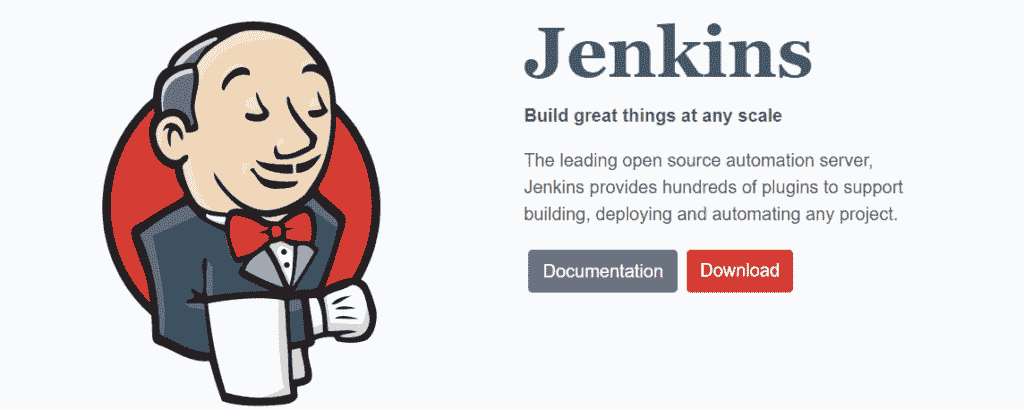 Jenkins
Build great things at any scale
The leading open source automation server,
Jenkins provides hundreds of plugins to support
building, deploying and automating any project.
Documentation Download